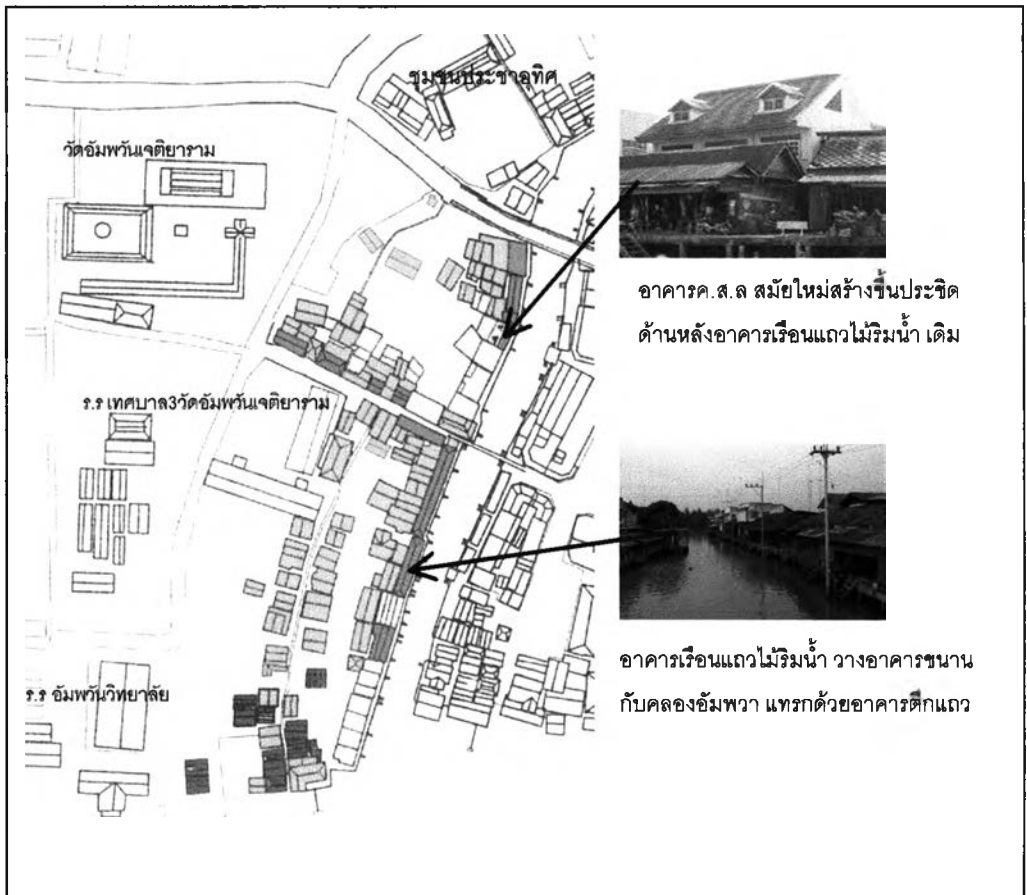 ชุมชนประชาอุทิศ
วัดอัมพวันเจติยาราม
อาคารค.ส.ล สมัยใหม่สร้างขึ้นประชิด
ด้านหลังอาคารเรือนแถวไม้ริมน้ำ เดิม
ร.ร เทศบาล3วัดอัมพวันเจติยาราม
อาคารเรือนแถวไม้ริมน้ำ วางอาคารขนาน
กับคลองอัมพวา แทรกด้วยอาคารตึกแถว
ร.ร อัมพวันวิทยาลัย